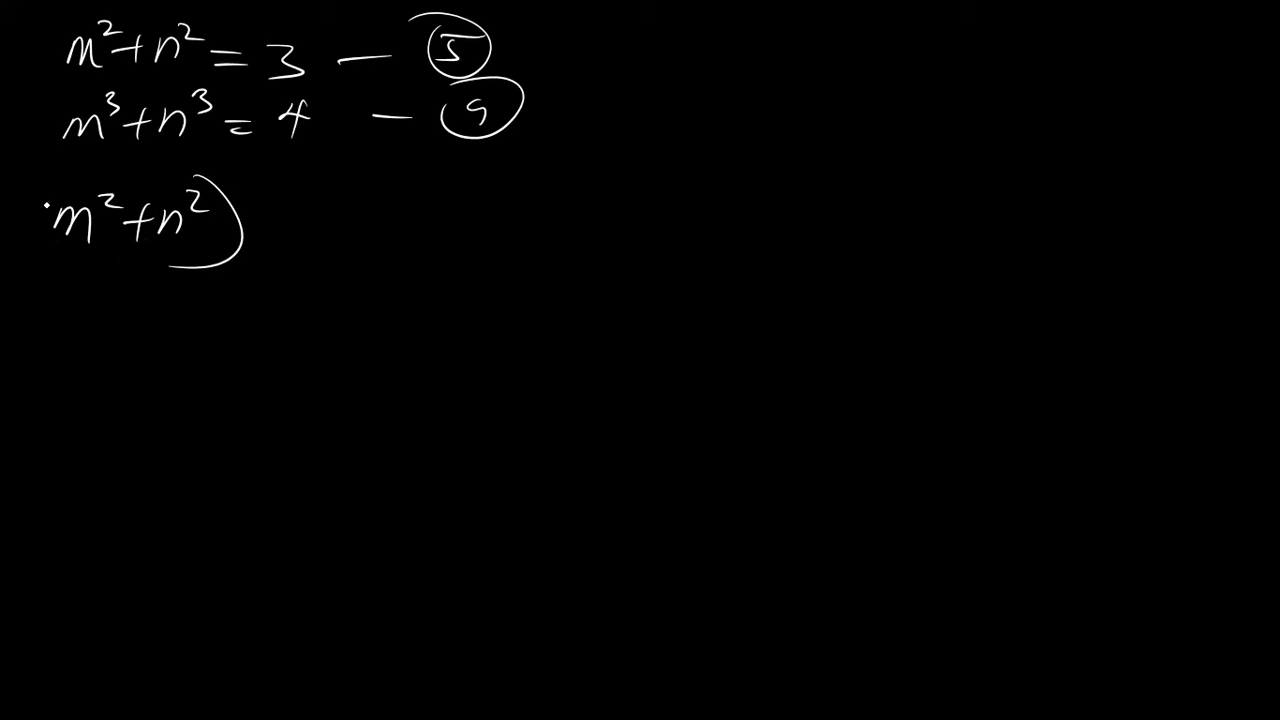 m²+n² = 3 — ⑤
m³+n³ = 4 — ⑨
m²+n²)